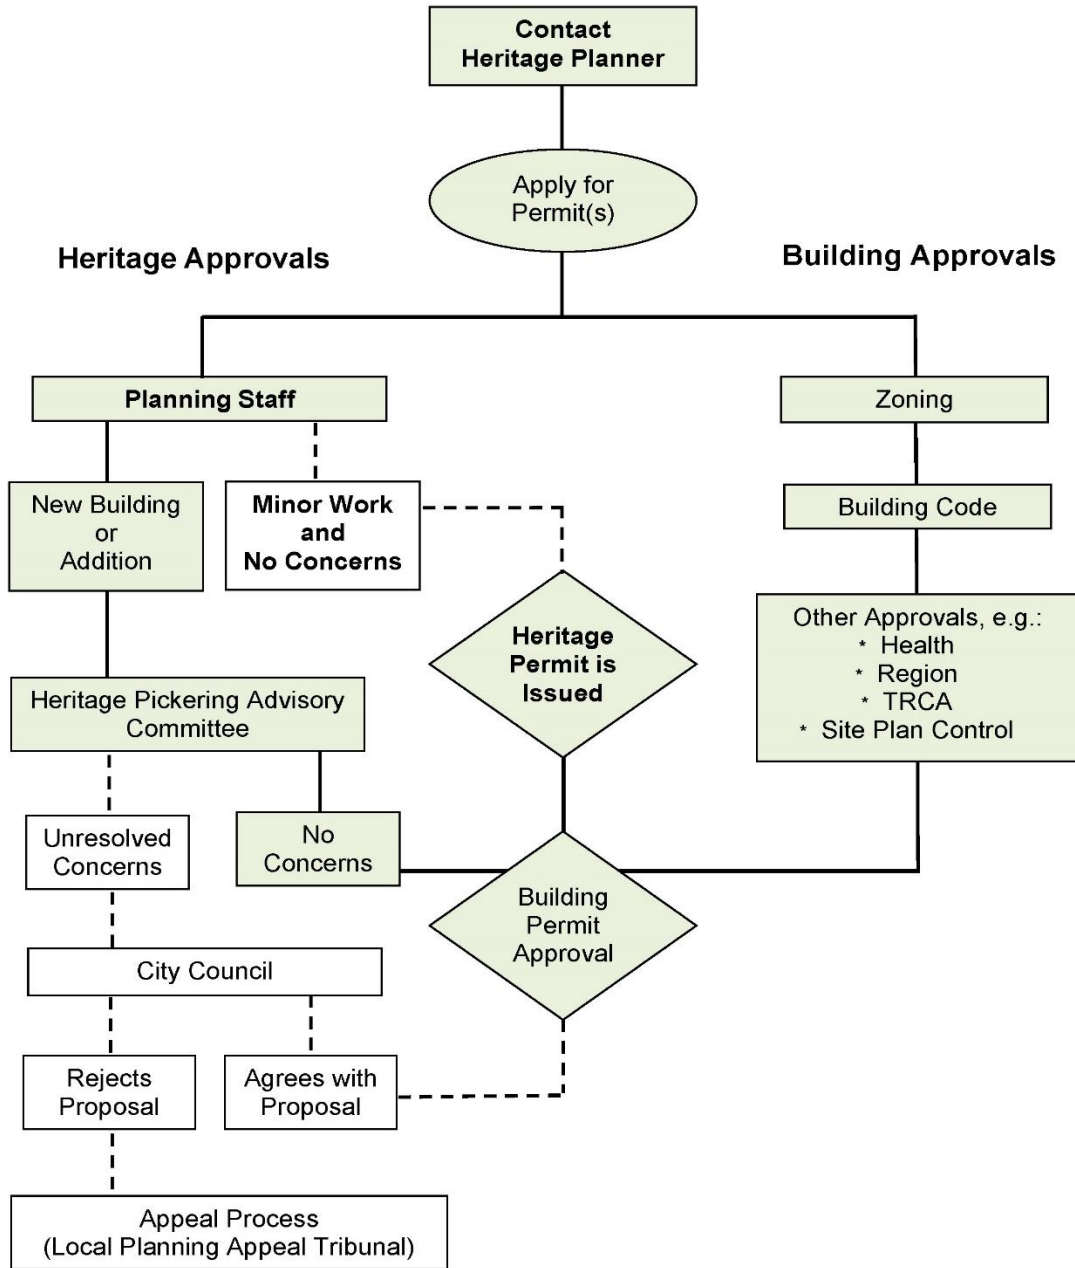 Contact
Heritage Planner
Apply for
Permit(s)
Heritage Approvals
Building Approvals
Planning Staff
Zoning
New Building
or
Addition
Minor Work
and
No Concerns
Building Code
Heritage
Permit is
Issued
Other Approvals, e.g.:
* Health
* Region
* TRCA
* Site Plan Control
Heritage Pickering Advisory
Committee
Unresolved
Concerns
No
Concerns
Building
Permit
Approval
City Council
Rejects
Proposal
Agrees with
Proposal
Appeal Process
(Local Planning Appeal Tribunal)